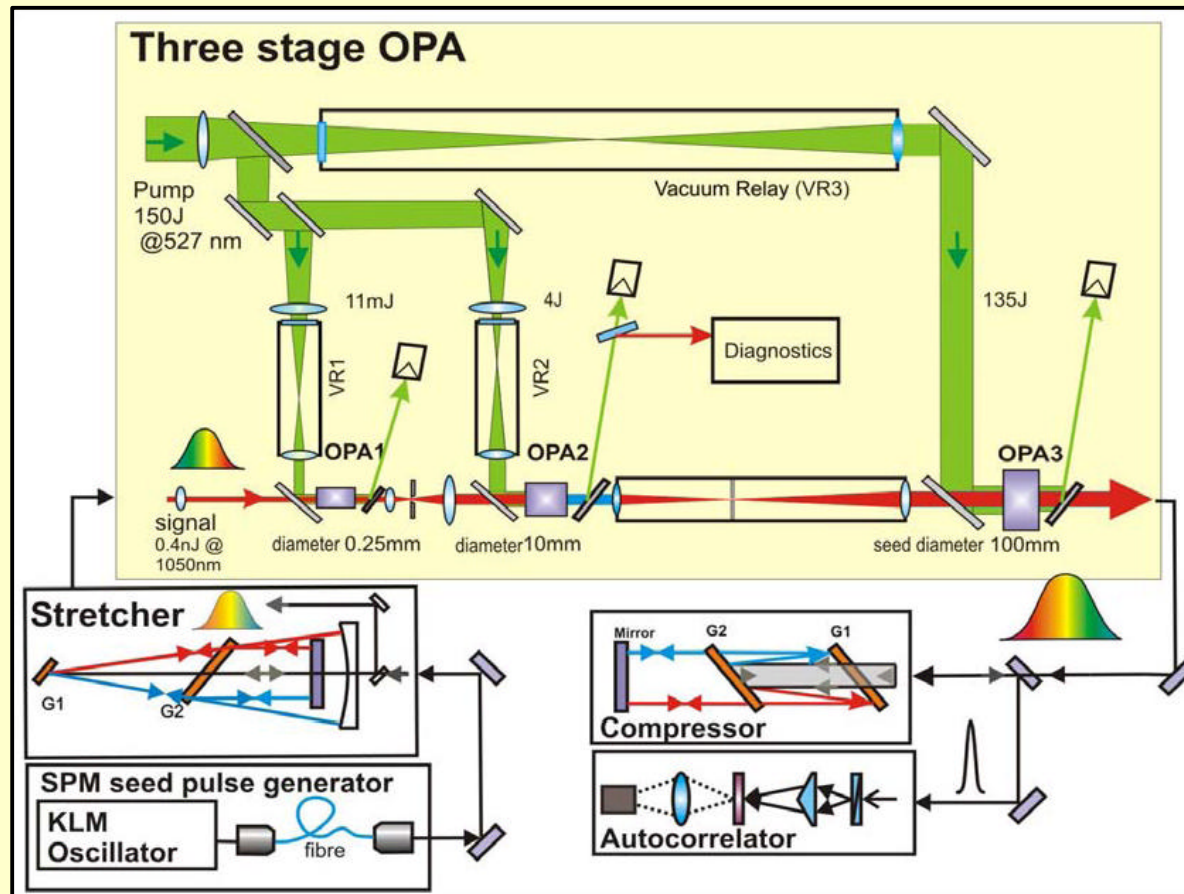 Three stage OPA
Pump
150J
@527 nm
Vacuum Relay (VR3)
11mJ
4J
135J
VR1
VR2
Diagnostics
OPA1
OPA2
OPA3
signal
0.4nJ @
1050nm
diameter 0.25mm
diameter 10mm
seed diameter 100mm
Stretcher
G1
G2
Mirror
G2
G1
Compressor
SPM seed pulse generator
KLM
Oscillator
fibre
Autocorrelator